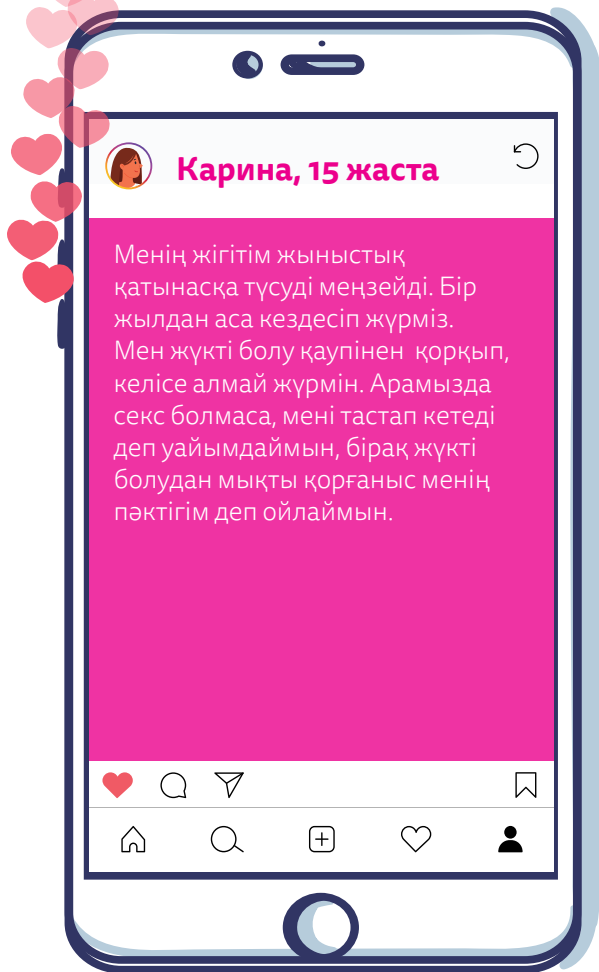 Карина, 15 жаста
Менің жігітім жыныстық
қатынасқа түсуді меңзейді. Бір
жылдан аса кездесіп жүрміз.
Мен жүкті болу қаупінен қорқып,
келісе алмай жүрмін. Арамызда
секс болмаса, мені тастап кетеді
деп уайымдаймын, бірақ жүкті
болудан мықты қорғаныс менің
пәктігім деп ойлаймын.